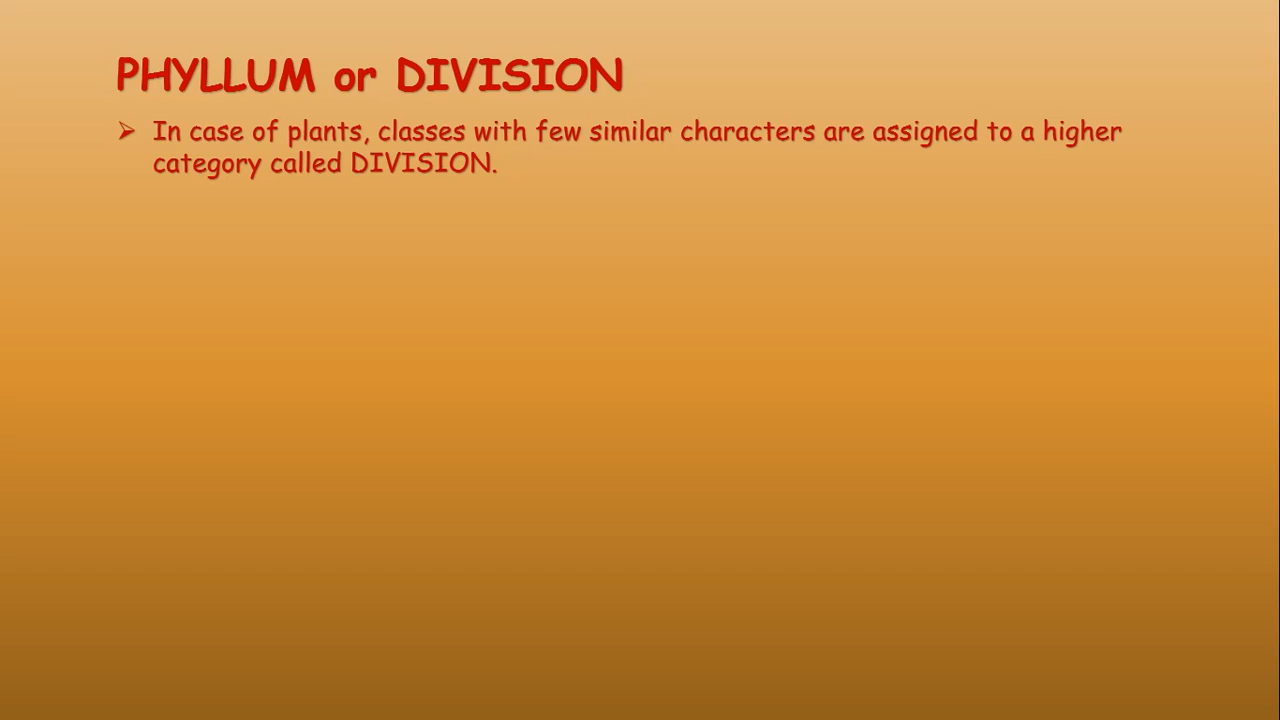 PHYLLUM or DIVISION
➢ In case of plants, classes with few similar characters are assigned to a higher
category called DIVISION.